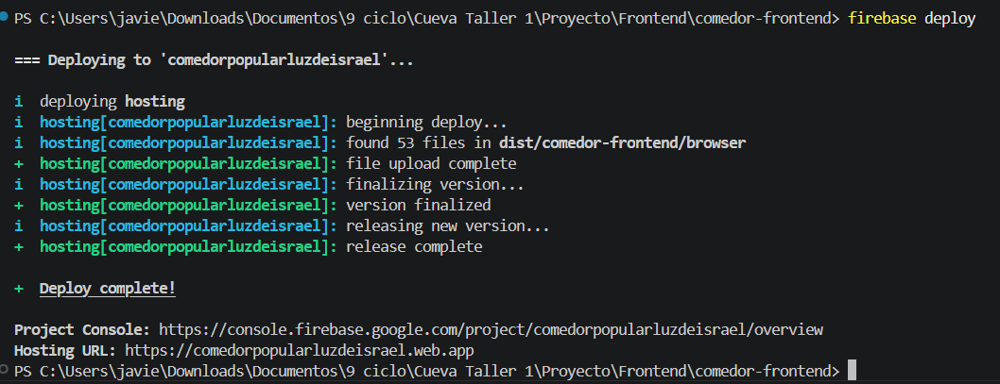 PS C:\Users\javie\Downloads\Documentos\9 ciclo\Cueva Taller 1\Proyecto\Frontend\comedor-frontend> firebase deploy
=== Deploying to 'comedorpopularluzdeisrael'...
i  deploying hosting
i  hosting[comedorpopularluzdeisrael]: beginning deploy...
i  hosting[comedorpopularluzdeisrael]: found 53 files in dist/comedor-frontend/browser
+  hosting[comedorpopularluzdeisrael]: file upload complete
i  hosting[comedorpopularluzdeisrael]: finalizing version...
+  hosting[comedorpopularluzdeisrael]: version finalized
i  hosting[comedorpopularluzdeisrael]: releasing new version...
+  hosting[comedorpopularluzdeisrael]: release complete
+  Deploy complete!
Project Console: https://console.firebase.google.com/project/comedorpopularluzdeisrael/overview
Hosting URL: https://comedorpopularluzdeisrael.web.app
PS C:\Users\javie\Downloads\Documentos\9 ciclo\Cueva Taller 1\Proyecto\Frontend\comedor-frontend>